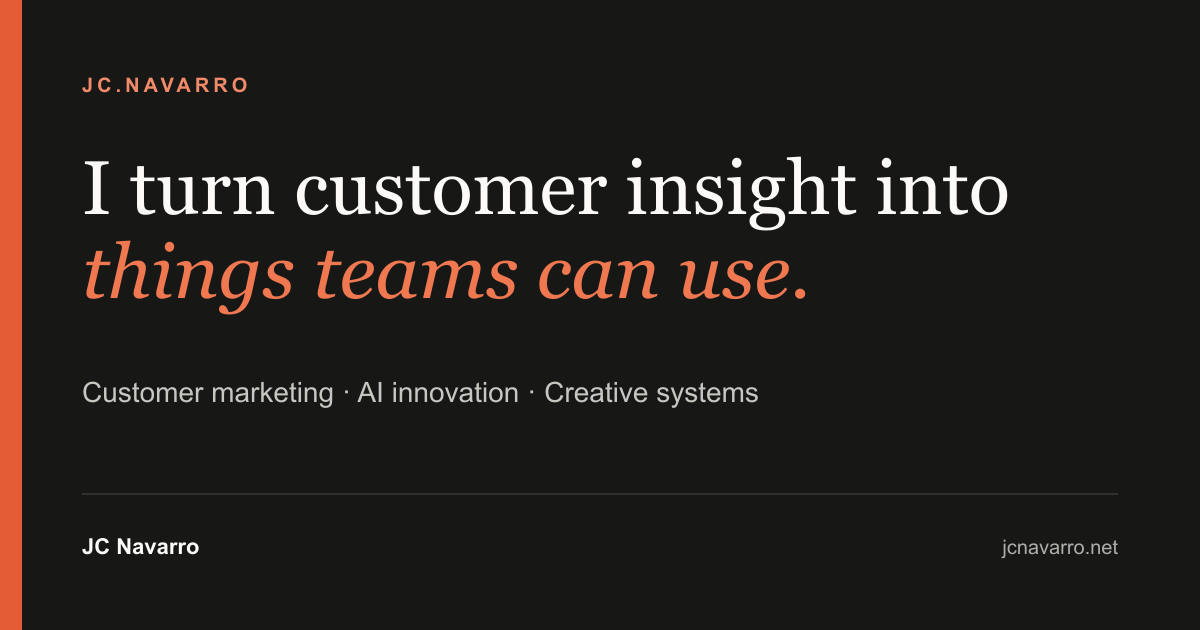 JC.NAVARRO
I turn customer insight into
things teams can use.
Customer marketing · AI innovation · Creative systems
JC Navarro
jcnavarro.net